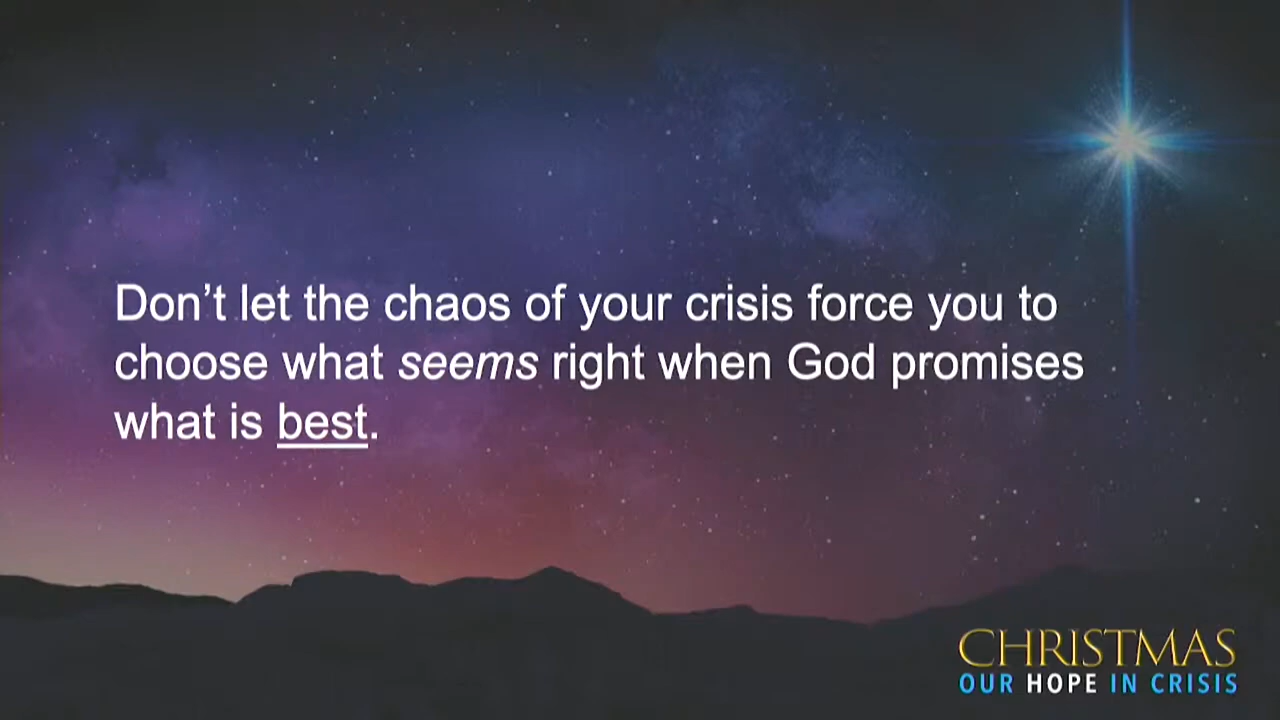 Don’t let the chaos of your crisis force you to
choose what seems right when God promises
what is best.
CHRISTMAS
OUR HOPE IN CRISIS